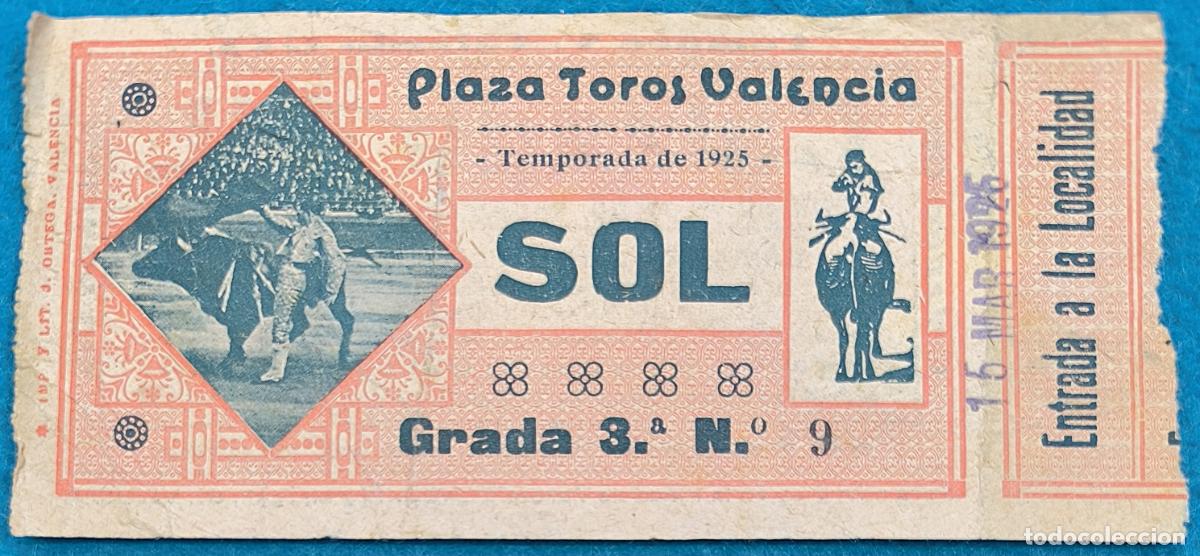 Plaza Toros Valencia
- Temporada de 1925 -
SOL
Grada 3.ª N.º 9
* IMP. Y LIT. J. ORTEGA. VALENCIA
15 MAR 1925
Entrada a la Localidad
todocoleccion